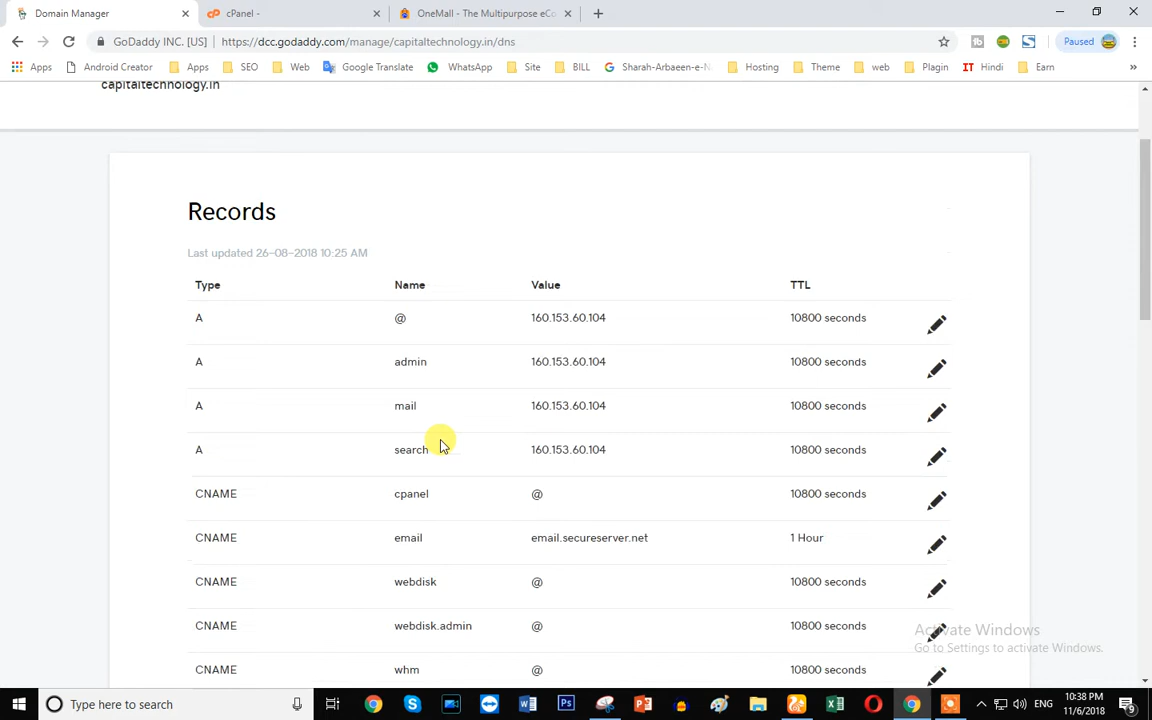 Domain Manager
cPanel -
OneMall - The Multipurpose eCo
GoDaddy INC. [US] | https://dcc.godaddy.com/manage/capitaltechnology.in/dns
Paused
Apps Android Creator Apps SEO Web Google Translate WhatsApp Site BILL Sharah-Arbaeen-e-N Hosting Theme web Plagin IT Hindi Earn »
capitaltechnology.in
Records
Last updated 26-08-2018 10:25 AM
Type Name Value TTL
A @ 160.153.60.104 10800 seconds
A admin 160.153.60.104 10800 seconds
A mail 160.153.60.104 10800 seconds
A search 160.153.60.104 10800 seconds
CNAME cpanel @ 10800 seconds
CNAME email email.secureserver.net 1 Hour
CNAME webdisk @ 10800 seconds
CNAME webdisk.admin @ 10800 seconds
CNAME whm @ 10800 seconds
Activate Windows
Go to Settings to activate Windows.
Type here to search
ENG
10:38 PM
11/6/2018
9